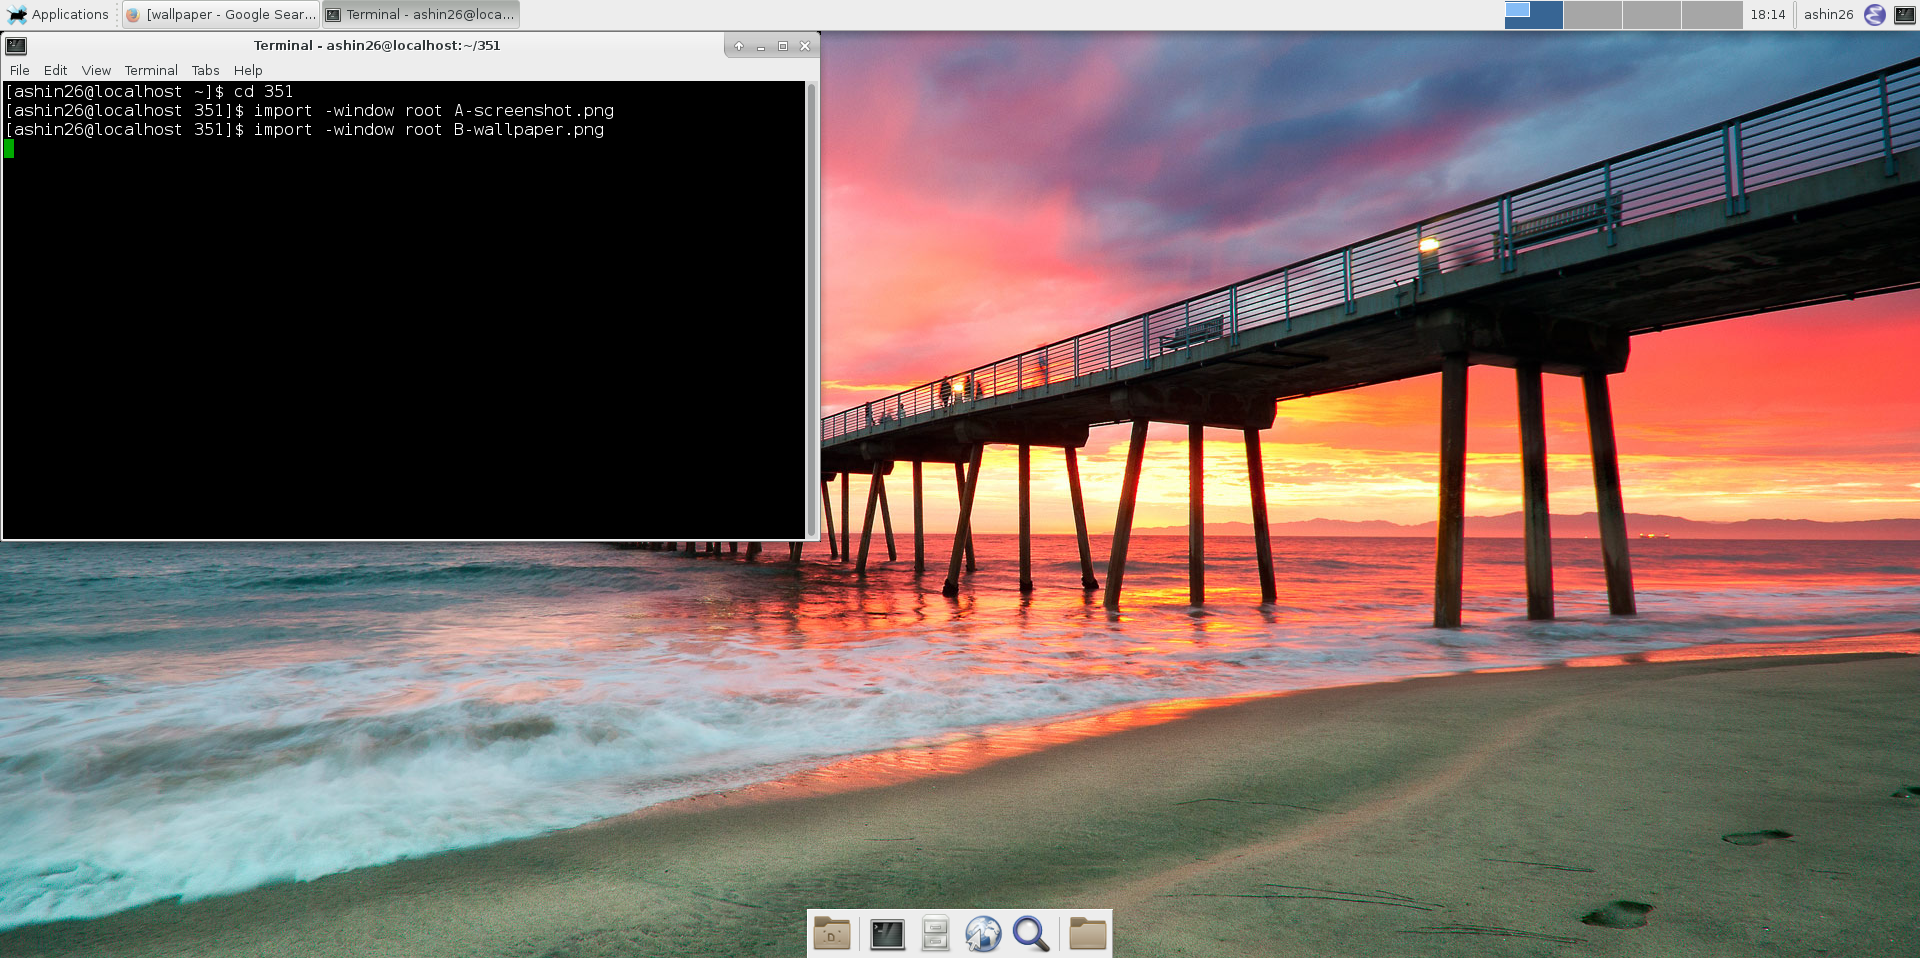 Applications
[wallpaper - Google Sear...
Terminal - ashin26@loca...
18:14
ashin26
Terminal - ashin26@localhost:~/351
File Edit View Terminal Tabs Help
[ashin26@localhost ~]$ cd 351
[ashin26@localhost 351]$ import -window root A-screenshot.png
[ashin26@localhost 351]$ import -window root B-wallpaper.png
D